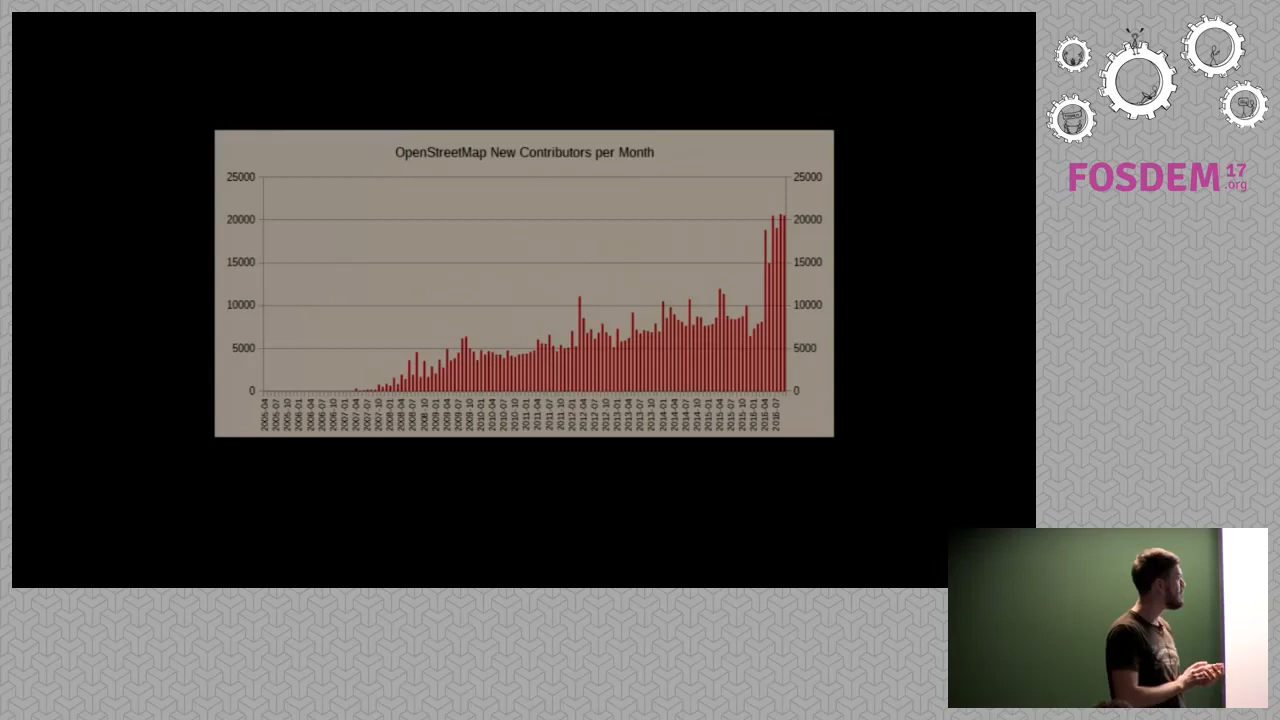 OpenStreetMap New Contributors per Month
25000 25000
20000 20000
15000 15000
10000 10000
5000 5000
0 0
2005-04 2005-07 2005-10 2006-01 2006-04 2006-07 2006-10 2007-01 2007-04 2007-07 2007-10 2008-01 2008-04 2008-07 2008-10 2009-01 2009-04 2009-07 2009-10 2010-01 2010-04 2010-07 2010-10 2011-01 2011-04 2011-07 2011-10 2012-01 2012-04 2012-07 2012-10 2013-01 2013-04 2013-07 2013-10 2014-01 2014-04 2014-07 2014-10 2015-01 2015-04 2015-07 2015-10 2016-01 2016-04 2016-07
FOSDEM 17
.org